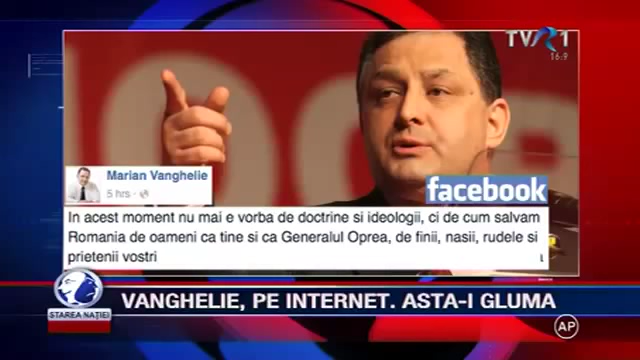 TVR1
16:9
Marian Vanghelie
5 hrs
facebook
In acest moment nu mai e vorba de doctrine si ideologii, ci de cum salvam
Romania de oameni ca tine si ca Generalul Oprea, de finii, nasii, rudele si
prietenii vostri
VANGHELIE, PE INTERNET. ASTA-I GLUMA
STAREA NAȚIEI
AP